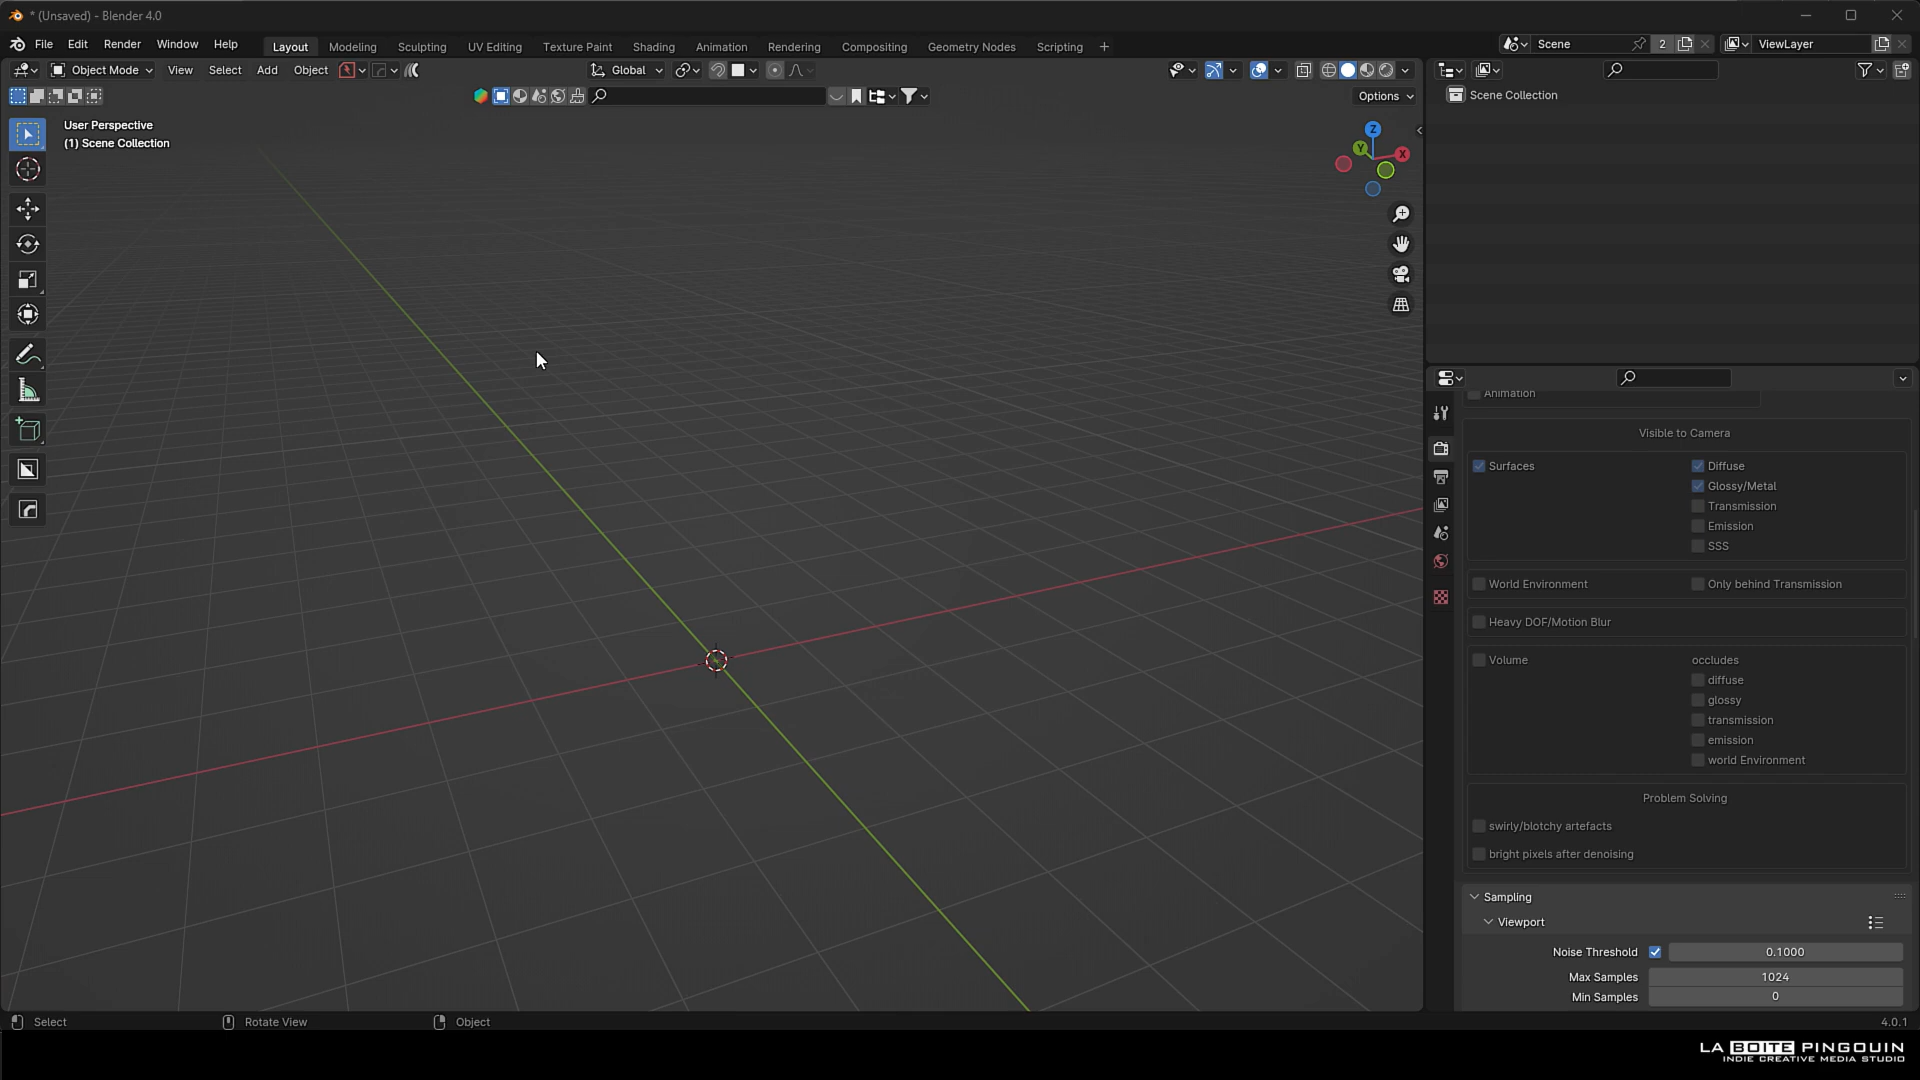 * (Unsaved) - Blender 4.0
File Edit Render Window Help
Layout Modeling Sculpting UV Editing Texture Paint Shading Animation Rendering Compositing Geometry Nodes Scripting +
Scene 2 ViewLayer
Object Mode View Select Add Object Global
Options
Scene Collection
User Perspective
(1) Scene Collection
Z
Y
X
Animation
Visible to Camera
Surfaces Diffuse
Glossy/Metal
Transmission
Emission
SSS
World Environment Only behind Transmission
Heavy DOF/Motion Blur
Volume occludes
diffuse
glossy
transmission
emission
world Environment
Problem Solving
swirly/blotchy artefacts
bright pixels after denoising
Sampling
Viewport
Noise Threshold 0.1000
Max Samples 1024
Min Samples 0
Select Rotate View Object 4.0.1
LA BOITE PINGOUIN
INDIE CREATIVE MEDIA STUDIO